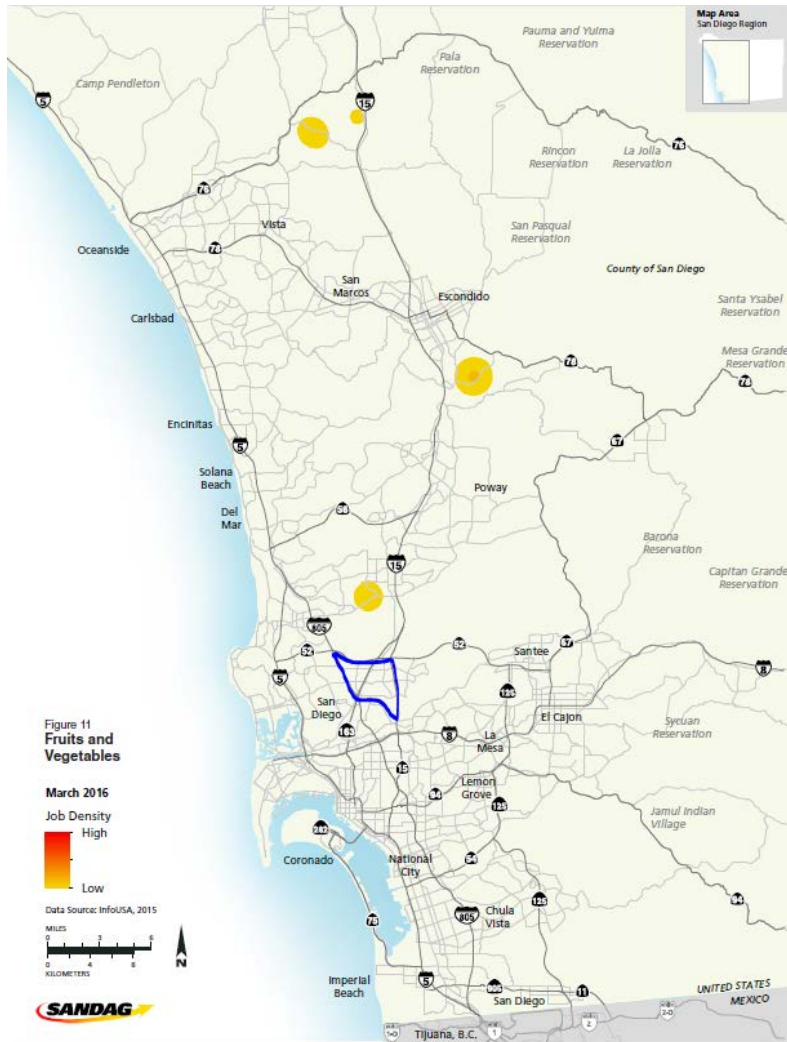 Map Area
San Diego Region
Pauma and Yuima
Reservation
Pala
Reservation
Camp Pendleton
5
15
76
Rincon
Reservation
La Jolla
Reservation
76
Vista
San Pasqual
Reservation
Oceanside
78
County of San Diego
San
Marcos
Escondido
Santa Ysabel
Reservation
Carlsbad
Mesa Grande
Reservation
78
78
Encinitas
5
67
Solana
Beach
Poway
Del
Mar
56
Barona
Reservation
15
Capitan Grande
Reservation
805
52
52
Santee
67
5
8
San
Diego
125
El Cajon
Sycuan
Reservation
163
8
La
Mesa
15
Lemon
Grove
94
125
Jamul Indian
Village
282
Coronado
National
City
54
94
125
75
805
Chula
Vista
Imperial
Beach
5
905
San Diego
11
UNITED STATES
MEXICO
Tijuana, B.C.
1-D
1
2
2-D
Figure 11
Fruits and
Vegetables
March 2016
Job Density
High
Low
Data Source: InfoUSA, 2015
MILES
0 3 6
0 4 8
KILOMETERS
N
SANDAG